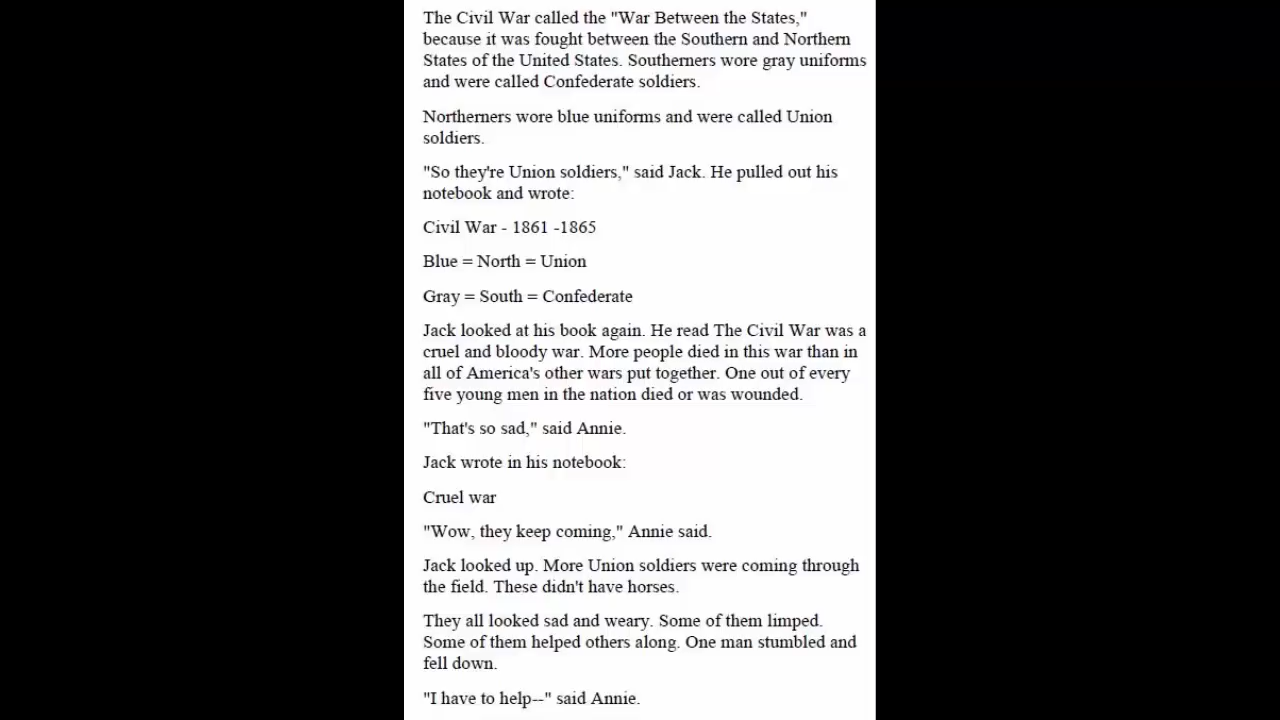 The Civil War called the "War Between the States,"
because it was fought between the Southern and Northern
States of the United States. Southerners wore gray uniforms
and were called Confederate soldiers.
Northerners wore blue uniforms and were called Union
soldiers.
"So they're Union soldiers," said Jack. He pulled out his
notebook and wrote:
Civil War - 1861 -1865
Blue = North = Union
Gray = South = Confederate
Jack looked at his book again. He read The Civil War was a
cruel and bloody war. More people died in this war than in
all of America's other wars put together. One out of every
five young men in the nation died or was wounded.
"That's so sad," said Annie.
Jack wrote in his notebook:
Cruel war
"Wow, they keep coming," Annie said.
Jack looked up. More Union soldiers were coming through
the field. These didn't have horses.
They all looked sad and weary. Some of them limped.
Some of them helped others along. One man stumbled and
fell down.
"I have to help--" said Annie.